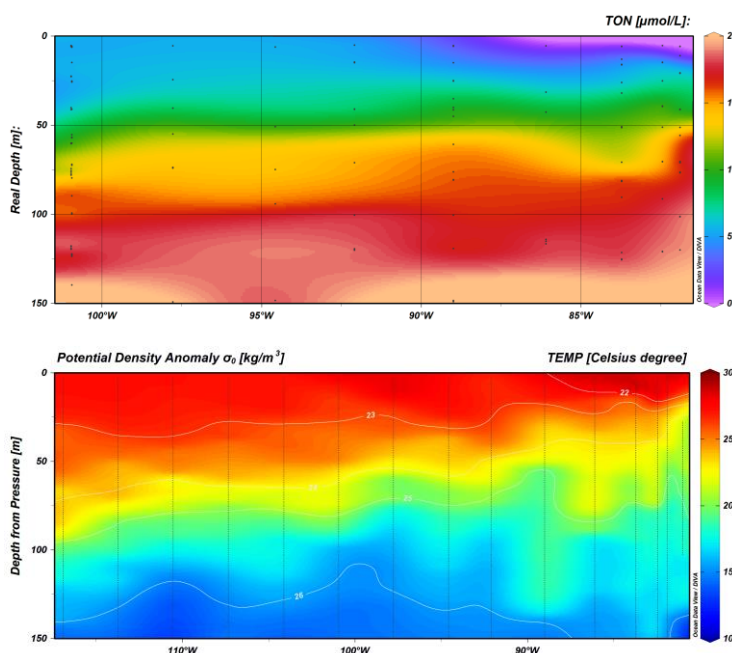 TON [μmol/L]:
Real Depth [m]:
0
50
100
150
100°W
95°W
90°W
85°W
2
1
1
5
0
Ocean Data View / DIVA
Potential Density Anomaly σ₀ [kg/m³]
TEMP [Celsius degree]
Depth from Pressure [m]
0
50
100
150
110°W
100°W
90°W
22
23
24
25
26
30
25
20
15
10
Ocean Data View / DIVA